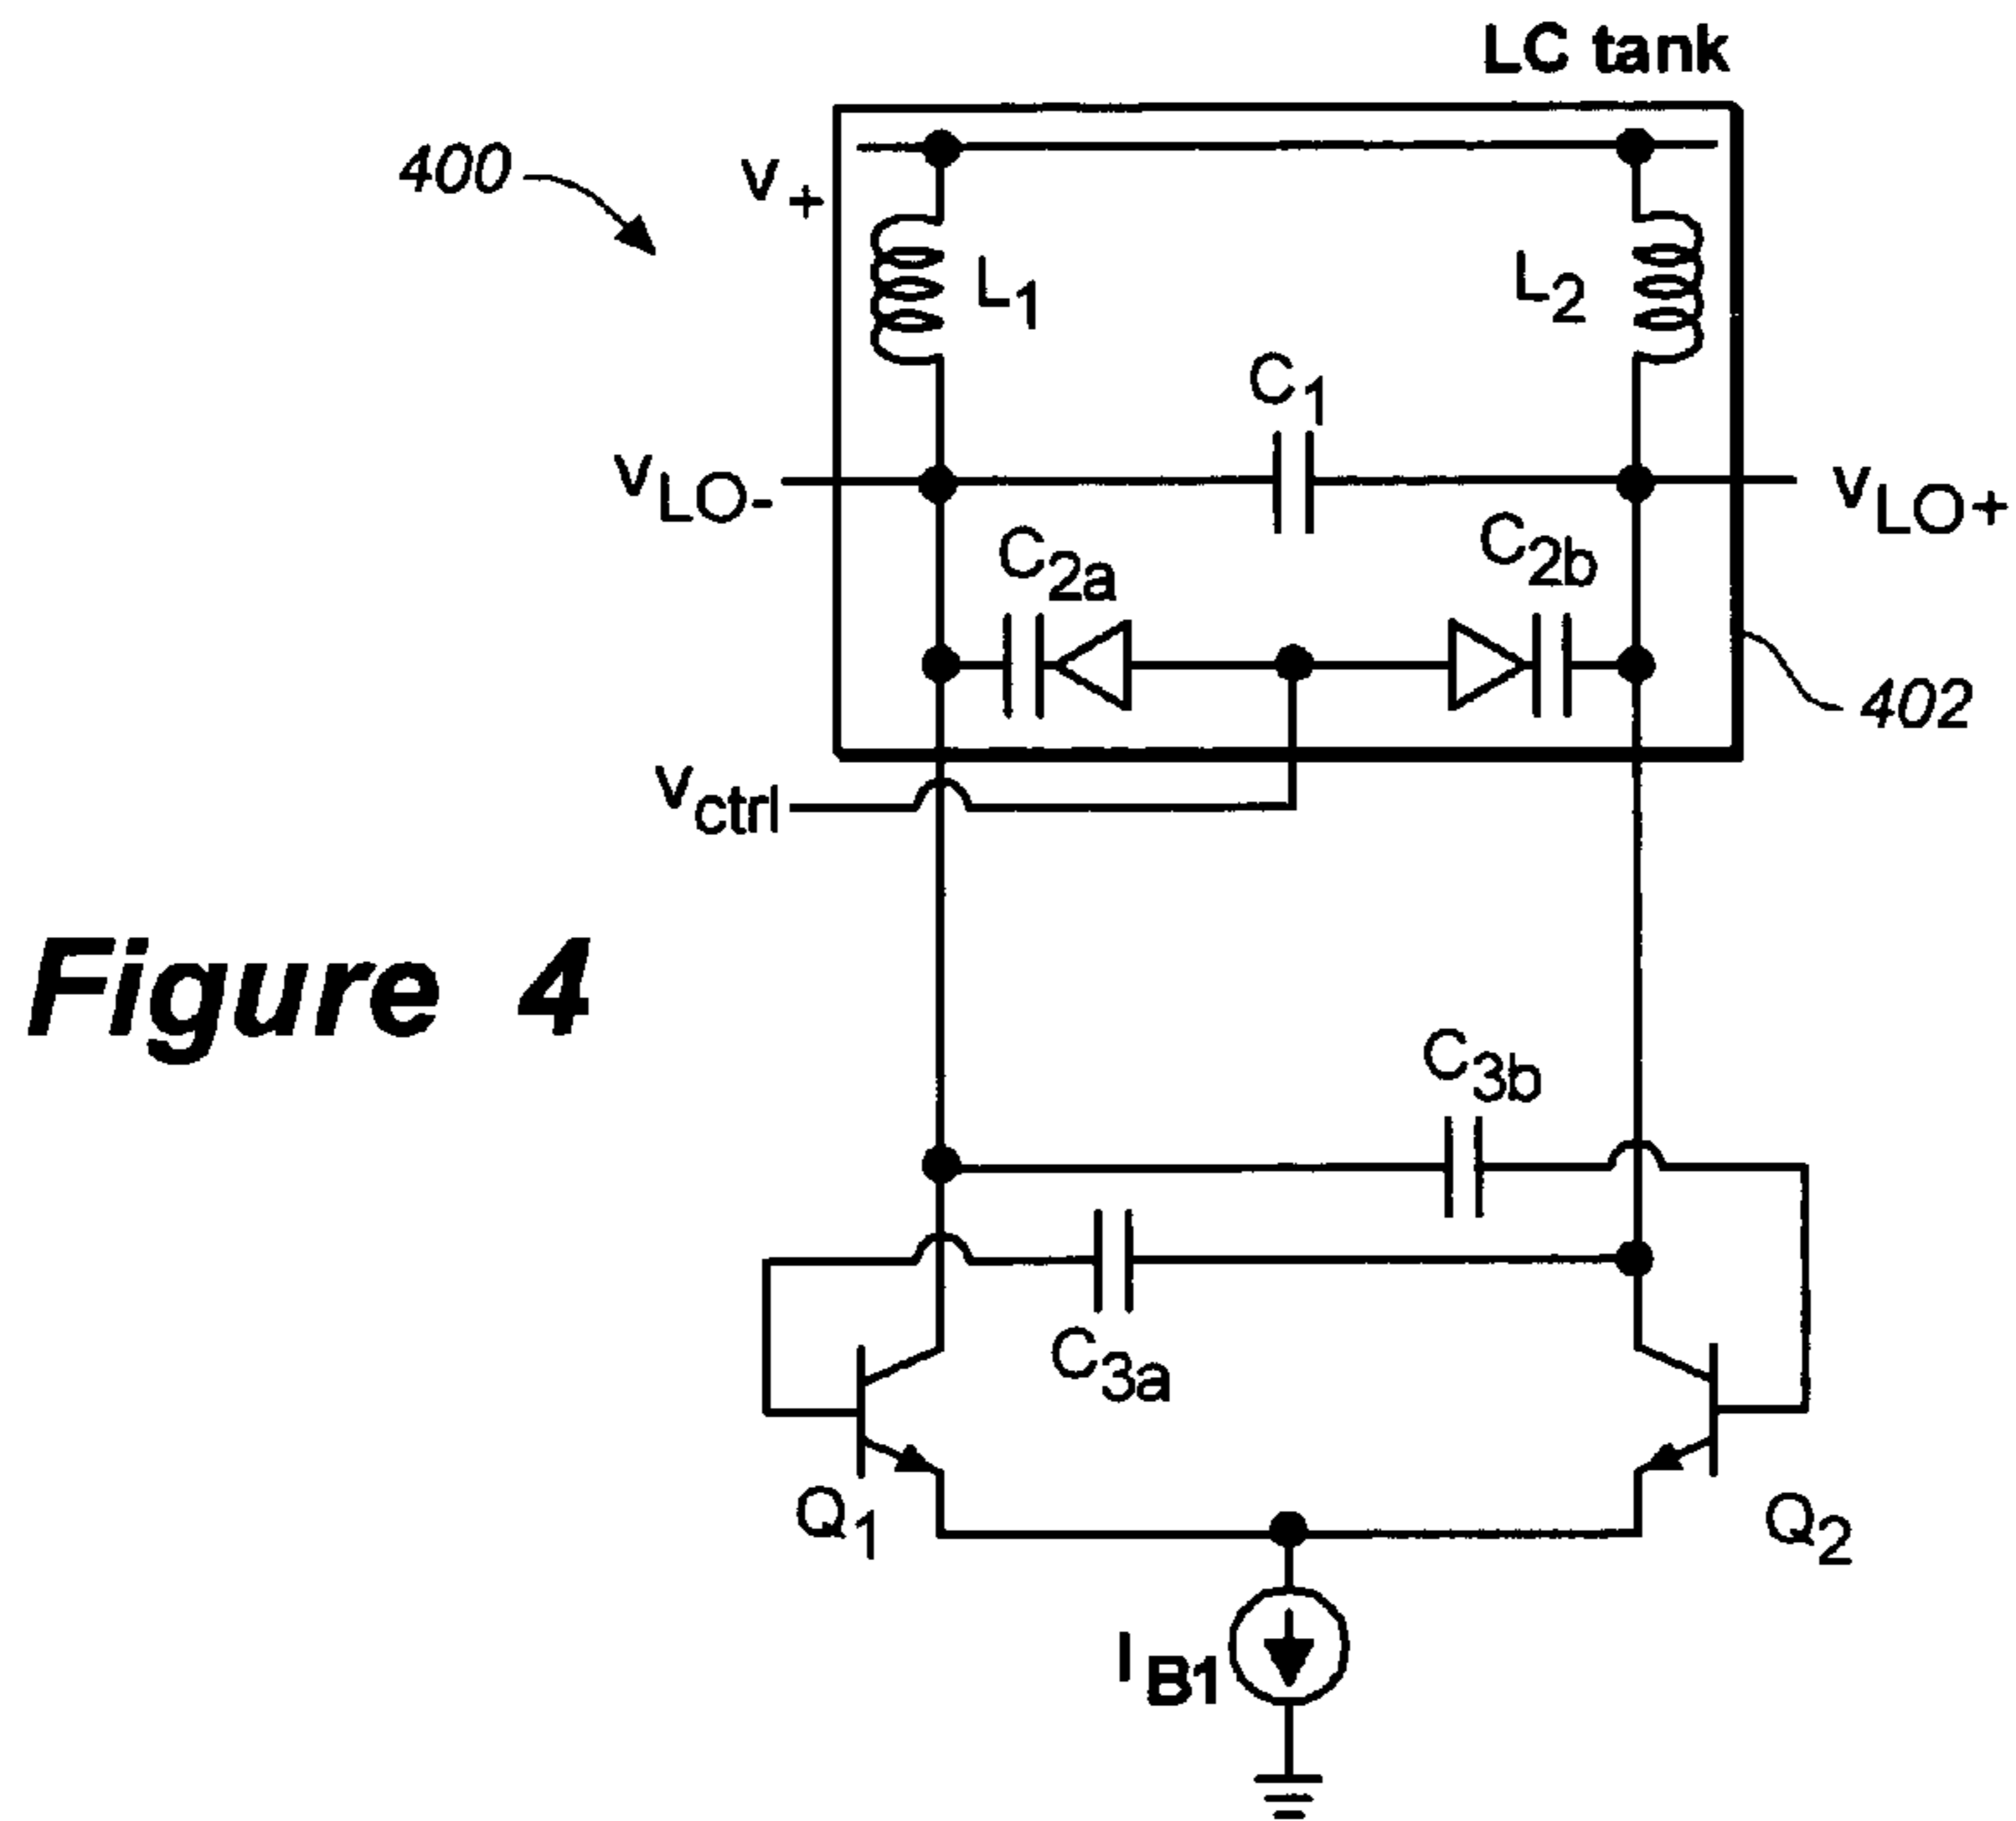 LC tank
400
v+
L1
L2
C1
vLO-
vLO+
C2a
C2b
402
vctrl
Figure 4
C3b
C3a
Q1
Q2
IB1